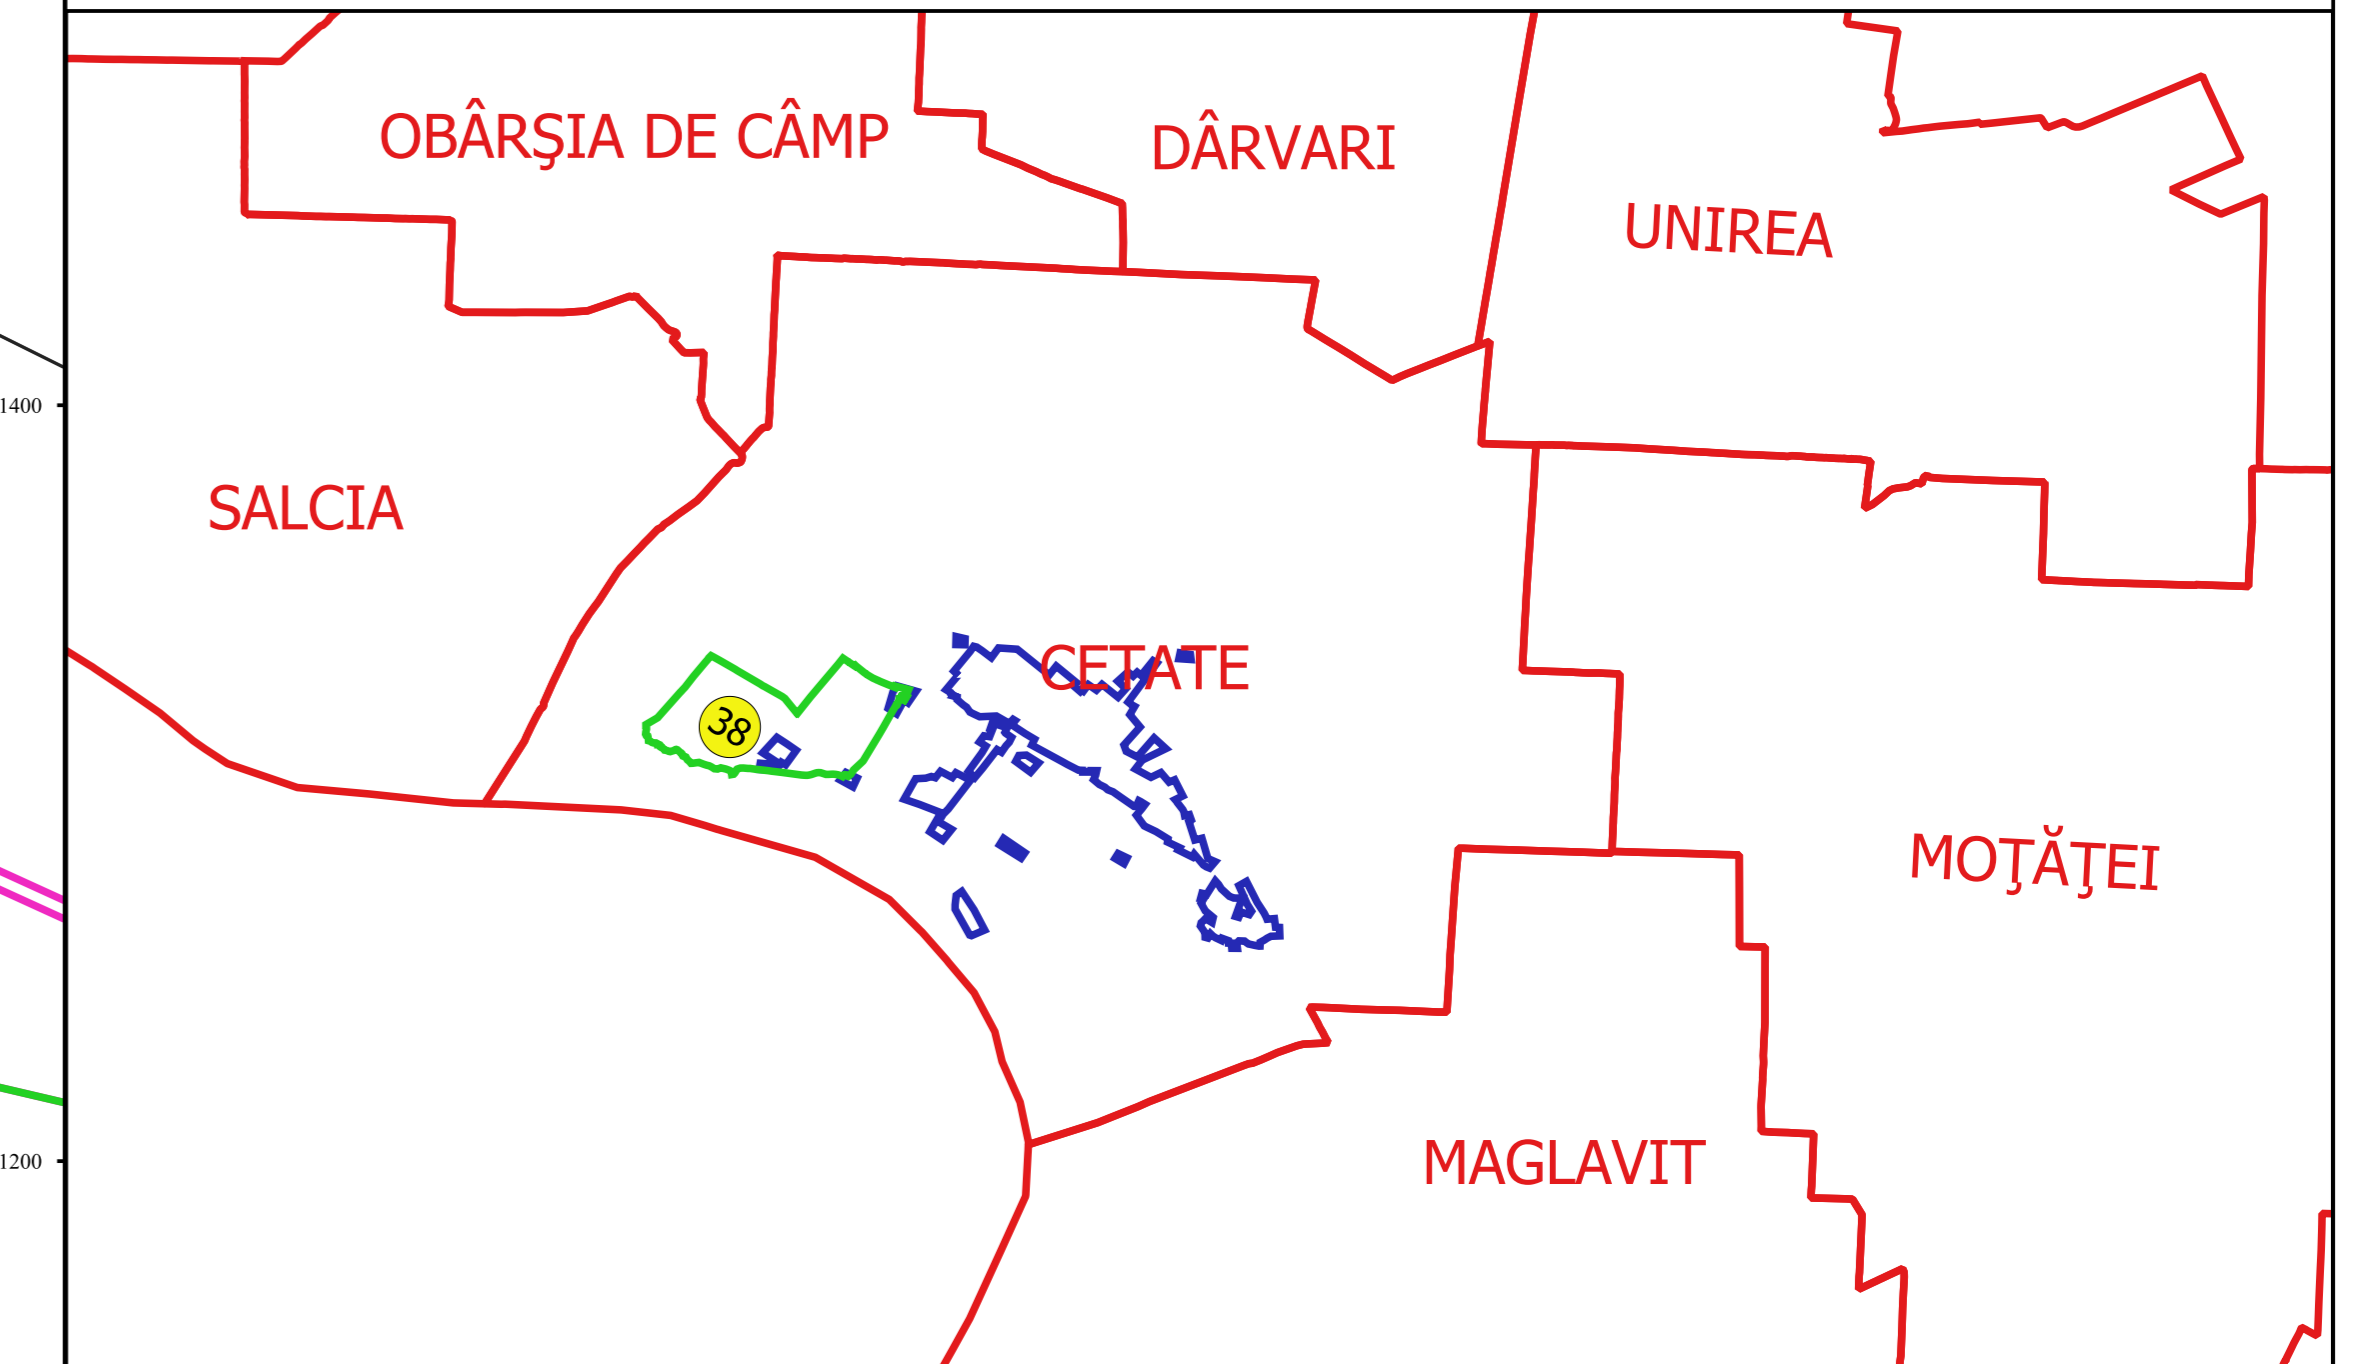 OBÂRŞIA DE CÂMP
DÂRVARI
UNIREA
1400
SALCIA
CETATE
38
MOŢĂŢEI
1200
MAGLAVIT